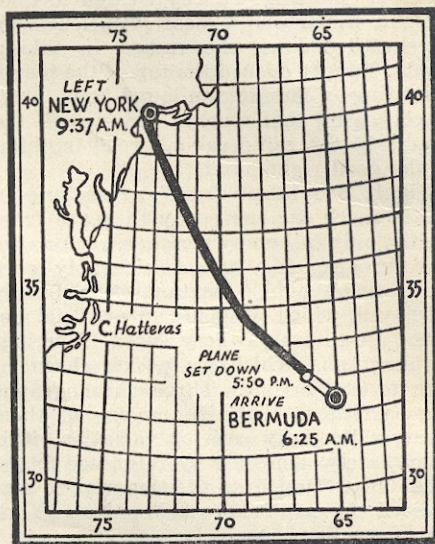 75 70 65
40 40
LEFT
NEW YORK
9:37 A.M.
35 35
C. Hatteras
PLANE
SET DOWN
5:50 P.M.
ARRIVE
BERMUDA
6:25 A.M.
30 30
75 70 65